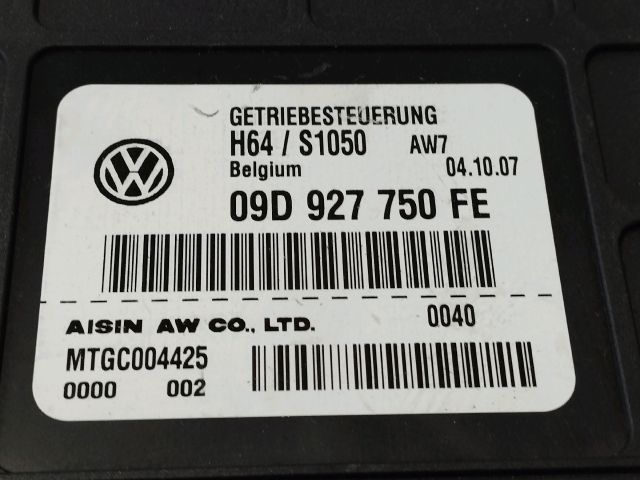 GETRIEBESTEUERUNG
H64 / S1050 AW7
Belgium 04.10.07
09D 927 750 FE
AISIN AW CO., LTD. 0040
MTGC004425
0000 002